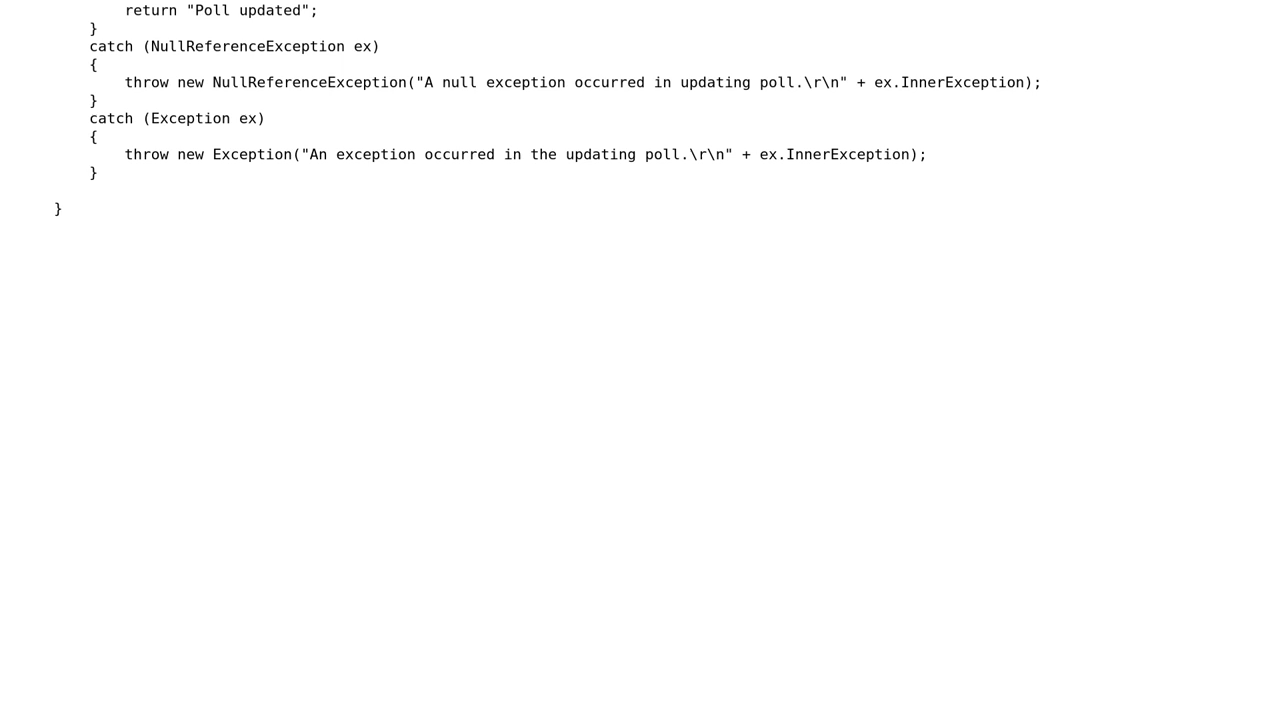 return "Poll updated";
}
catch (NullReferenceException ex)
{
throw new NullReferenceException("A null exception occurred in updating poll.\r\n" + ex.InnerException);
}
catch (Exception ex)
{
throw new Exception("An exception occurred in the updating poll.\r\n" + ex.InnerException);
}
}